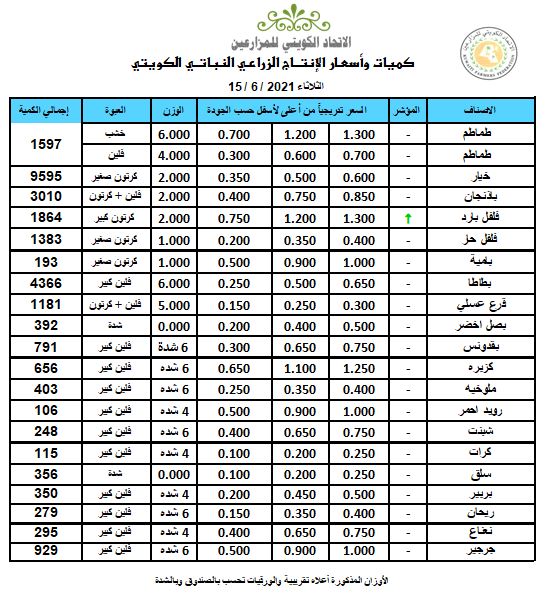 الاتحاد الكويتي للمزارعين
كميات وأسعار الإنتاج الزراعي النباتي الكويتي
الثلاثاء 2021 / 6 / 15
الاصناف المؤشر السعر تدريجياً من أعلى لأسفل حسب الجودة الوزن العبوة إجمالي الكمية
طماطم - 1.300 1.200 0.700 6.000 خشب 1597
طماطم - 0.700 0.600 0.300 4.000 فلين
خيار - 0.600 0.500 0.350 2.000 كرتون صغير 9595
باذنجان - 0.850 0.750 0.400 2.000 فلين + كرتون 3010
فلفل بارد ↑ 1.300 1.200 0.750 2.000 كرتون كبير 1864
فلفل حار - 0.400 0.350 0.200 1.000 كرتون صغير 1383
بامية - 1.000 0.900 0.500 1.000 كرتون صغير 193
بطاطا - 0.650 0.500 0.250 6.000 فلين كبير 4366
قرع عسلي - 0.300 0.250 0.150 5.000 فلين + كرتون 1181
بصل اخضر - 0.500 0.400 0.200 0.000 شدة 392
بقدونس - 0.750 0.650 0.300 6 شدة فلين كبير 791
كزبره - 1.250 1.100 0.650 6 شده فلين كبير 656
ملوخيه - 0.400 0.350 0.250 6 شده فلين كبير 403
رويد احمر - 1.000 0.900 0.500 4 شده فلين كبير 106
شبنت - 0.750 0.650 0.400 6 شده فلين كبير 248
كرات - 0.250 0.200 0.100 4 شده فلين كبير 115
سلق - 0.250 0.200 0.100 0.000 شدة 356
بربير - 0.500 0.450 0.200 4 شده فلين كبير 350
ريحان - 0.400 0.350 0.150 6 شده فلين كبير 279
نعناع - 0.750 0.650 0.400 4 شده فلين كبير 295
جرجير - 1.000 0.900 0.500 6 شده فلين كبير 929
الأوزان المذكورة أعلاه تقريبية والورقيات تحسب بالصندوق وبالشدة